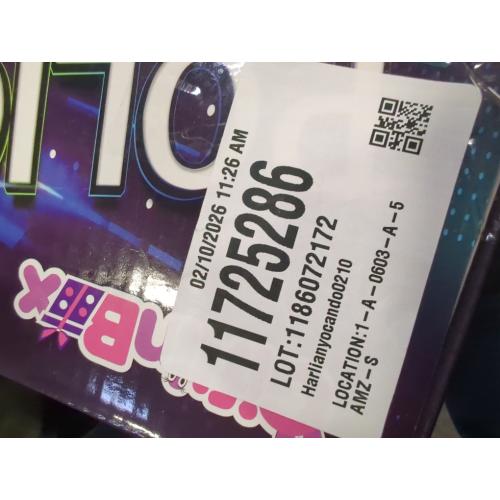 02/10/2026 11:26 AM
11725286
LOT:1186072172
Harlianyocando0210
LOCATION:1-A-0603-A-5
AMZ-S